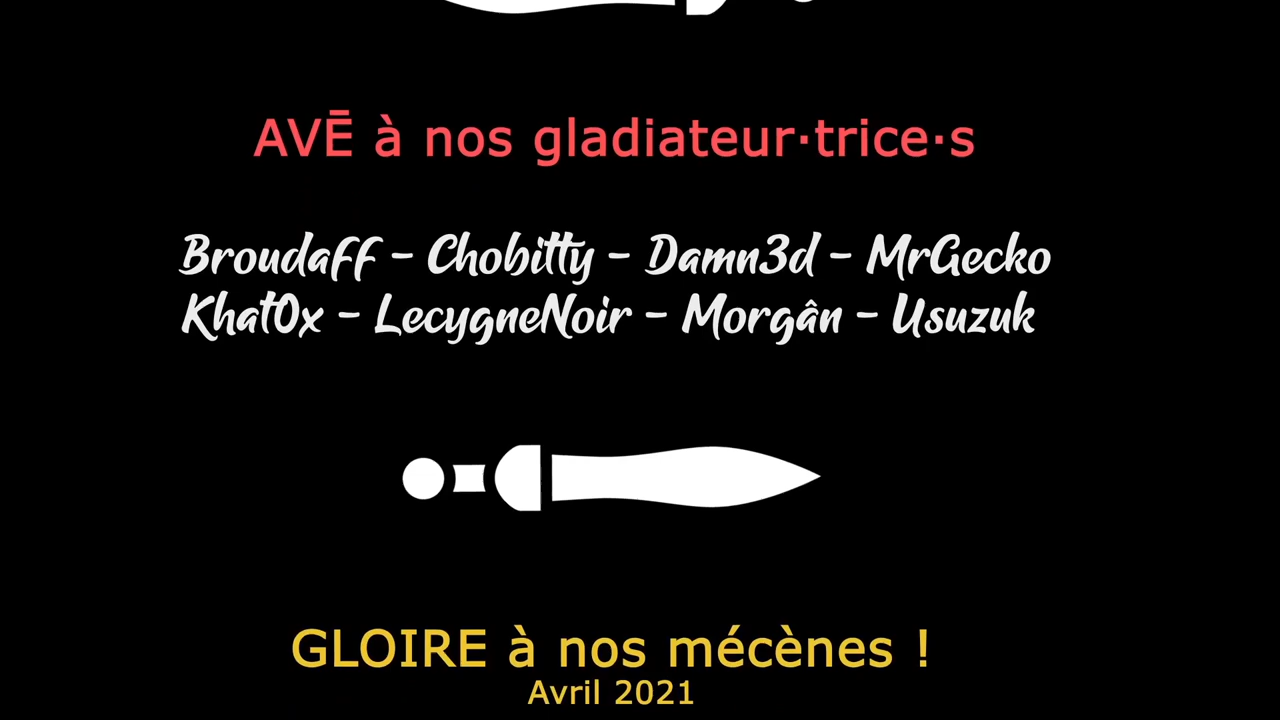 AVĒ à nos gladiateur·trice·s
Broudaff - Chobitty - Damn3d - MrGecko
Khat0x - LecygneNoir - Morgân - Usuzuk
GLOIRE à nos mécènes !
Avril 2021